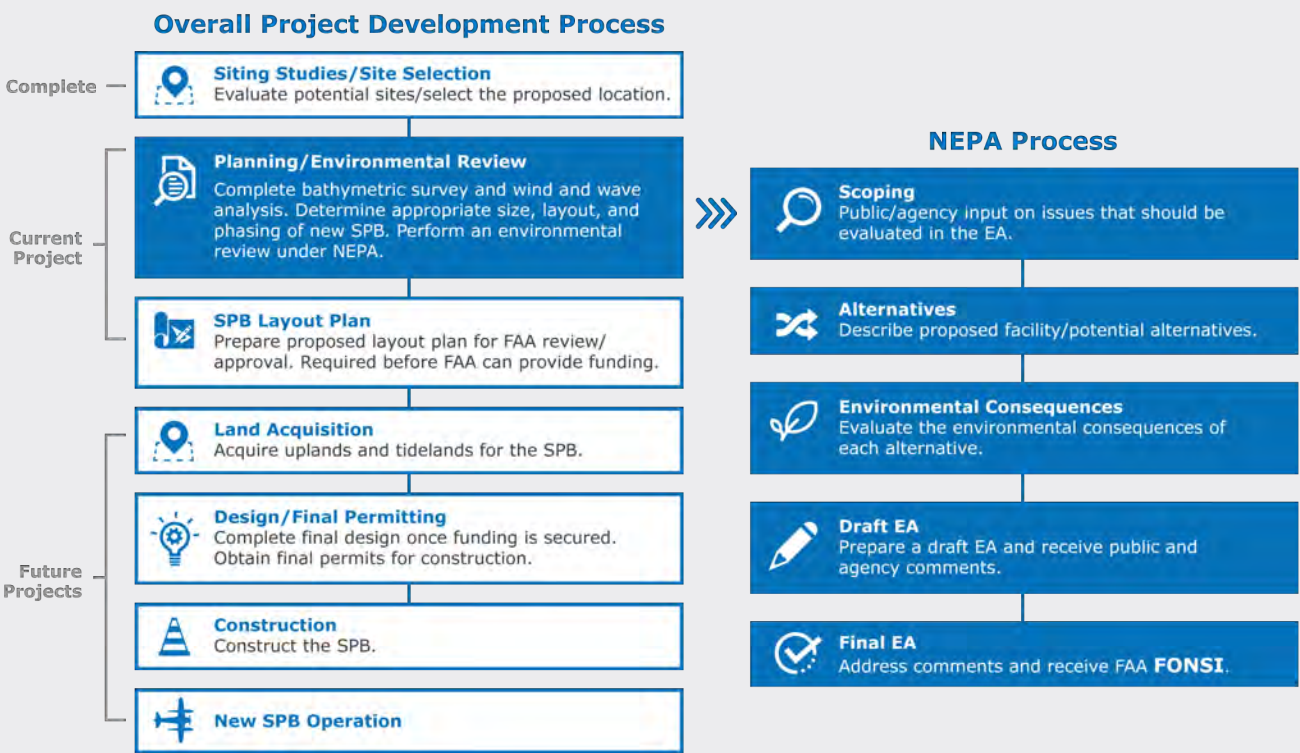 Overall Project Development Process
Complete
Siting Studies/Site Selection
Evaluate potential sites/select the proposed location.
Current
Project
Planning/Environmental Review
Complete bathymetric survey and wind and wave
analysis. Determine appropriate size, layout, and
phasing of new SPB. Perform an environmental
review under NEPA.
SPB Layout Plan
Prepare proposed layout plan for FAA review/
approval. Required before FAA can provide funding.
Future
Projects
Land Acquisition
Acquire uplands and tidelands for the SPB.
Design/Final Permitting
Complete final design once funding is secured.
Obtain final permits for construction.
Construction
Construct the SPB.
New SPB Operation
NEPA Process
Scoping
Public/agency input on issues that should be
evaluated in the EA.
Alternatives
Describe proposed facility/potential alternatives.
Environmental Consequences
Evaluate the environmental consequences of
each alternative.
Draft EA
Prepare a draft EA and receive public and
agency comments.
Final EA
Address comments and receive FAA FONSI.